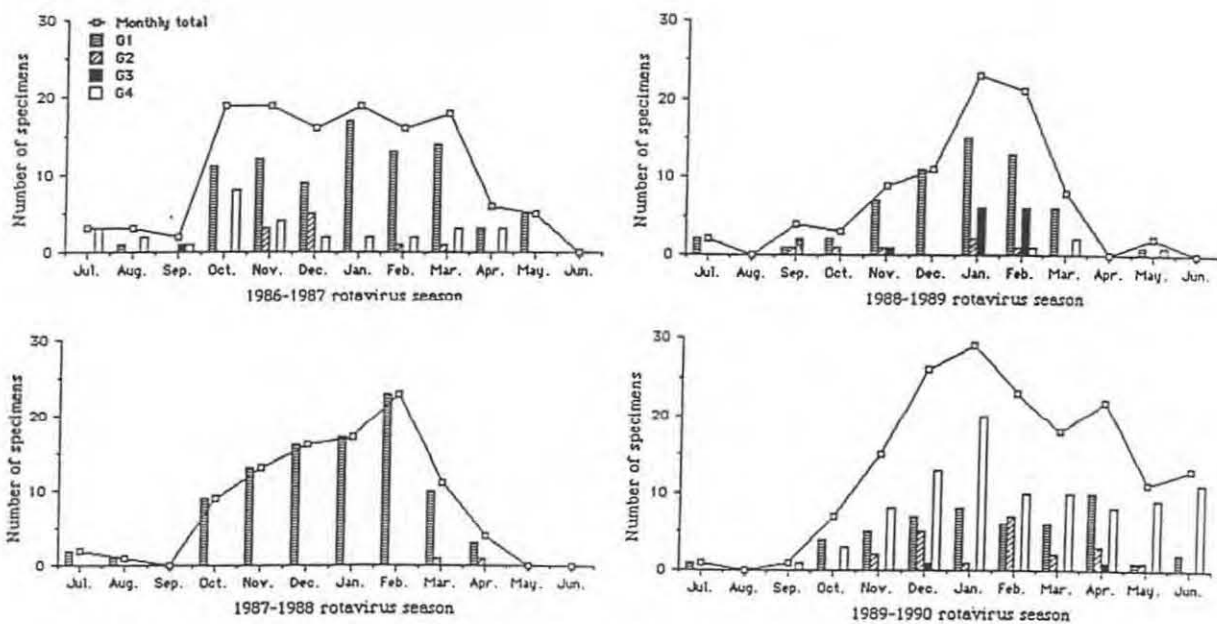 30
20
10
0
Number of specimens
Monthly total
G1
G2
G3
G4
Jul. Aug. Sep. Oct. Nov. Dec. Jan. Feb. Mar. Apr. May. Jun.
1986-1987 rotavirus season
30
20
10
0
Number of specimens
Jul. Aug. Sep. Oct. Nov. Dec. Jan. Feb. Mar. Apr. May. Jun.
1988-1989 rotavirus season
30
20
10
0
Number of specimens
Jul. Aug. Sep. Oct. Nov. Dec. Jan. Feb. Mar. Apr. May. Jun.
1987-1988 rotavirus season
30
20
10
0
Number of specimens
Jul. Aug. Sep. Oct. Nov. Dec. Jan. Feb. Mar. Apr. May. Jun.
1989-1990 rotavirus season